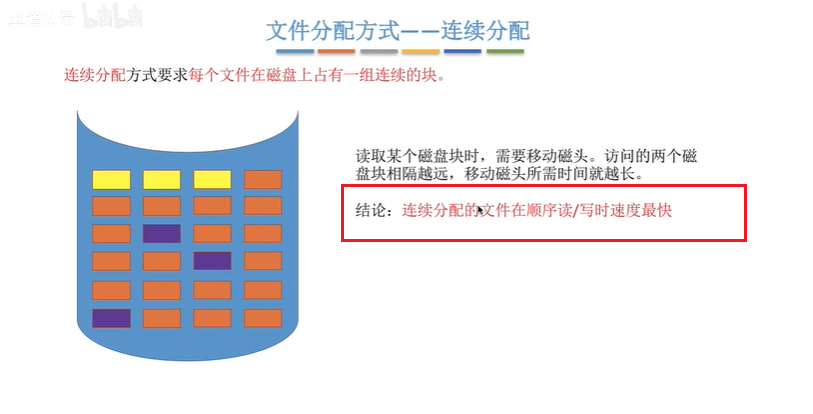 文件分配方式——连续分配
连续分配方式要求每个文件在磁盘上占有一组连续的块。
读取某个磁盘块时，需要移动磁头。访问的两个磁
盘块相隔越远，移动磁头所需时间就越长。
结论：连续分配的文件在顺序读/写时速度最快